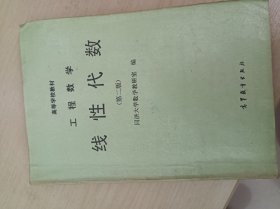 高等学校教材
工程数学
线性代数
（第二版）
同济大学数学教研室 编
高等教育出版社